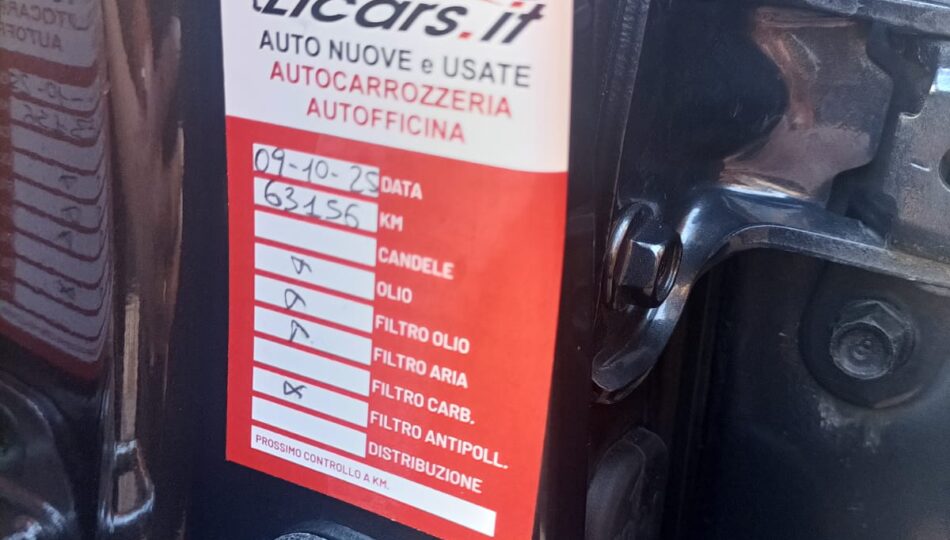 zicars.it
AUTO NUOVE e USATE
AUTOCARROZZERIA
AUTOFFICINA
09-10-25 DATA
63156 KM
CANDELE
OLIO
FILTRO OLIO
FILTRO ARIA
FILTRO CARB.
FILTRO ANTIPOLL.
DISTRIBUZIONE
PROSSIMO CONTROLLO A KM.